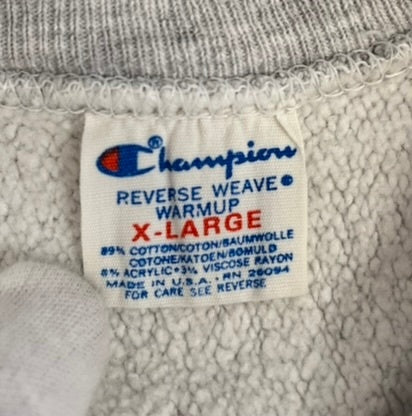 Champion®
REVERSE WEAVE®
WARMUP
X-LARGE
89% COTTON/COTON/BAUMWOLLE
COTONE/KATOEN/BOMULD
8% ACRYLIC•3% VISCOSE RAYON
MADE IN U.S.A. RN 26094
FOR CARE SEE REVERSE